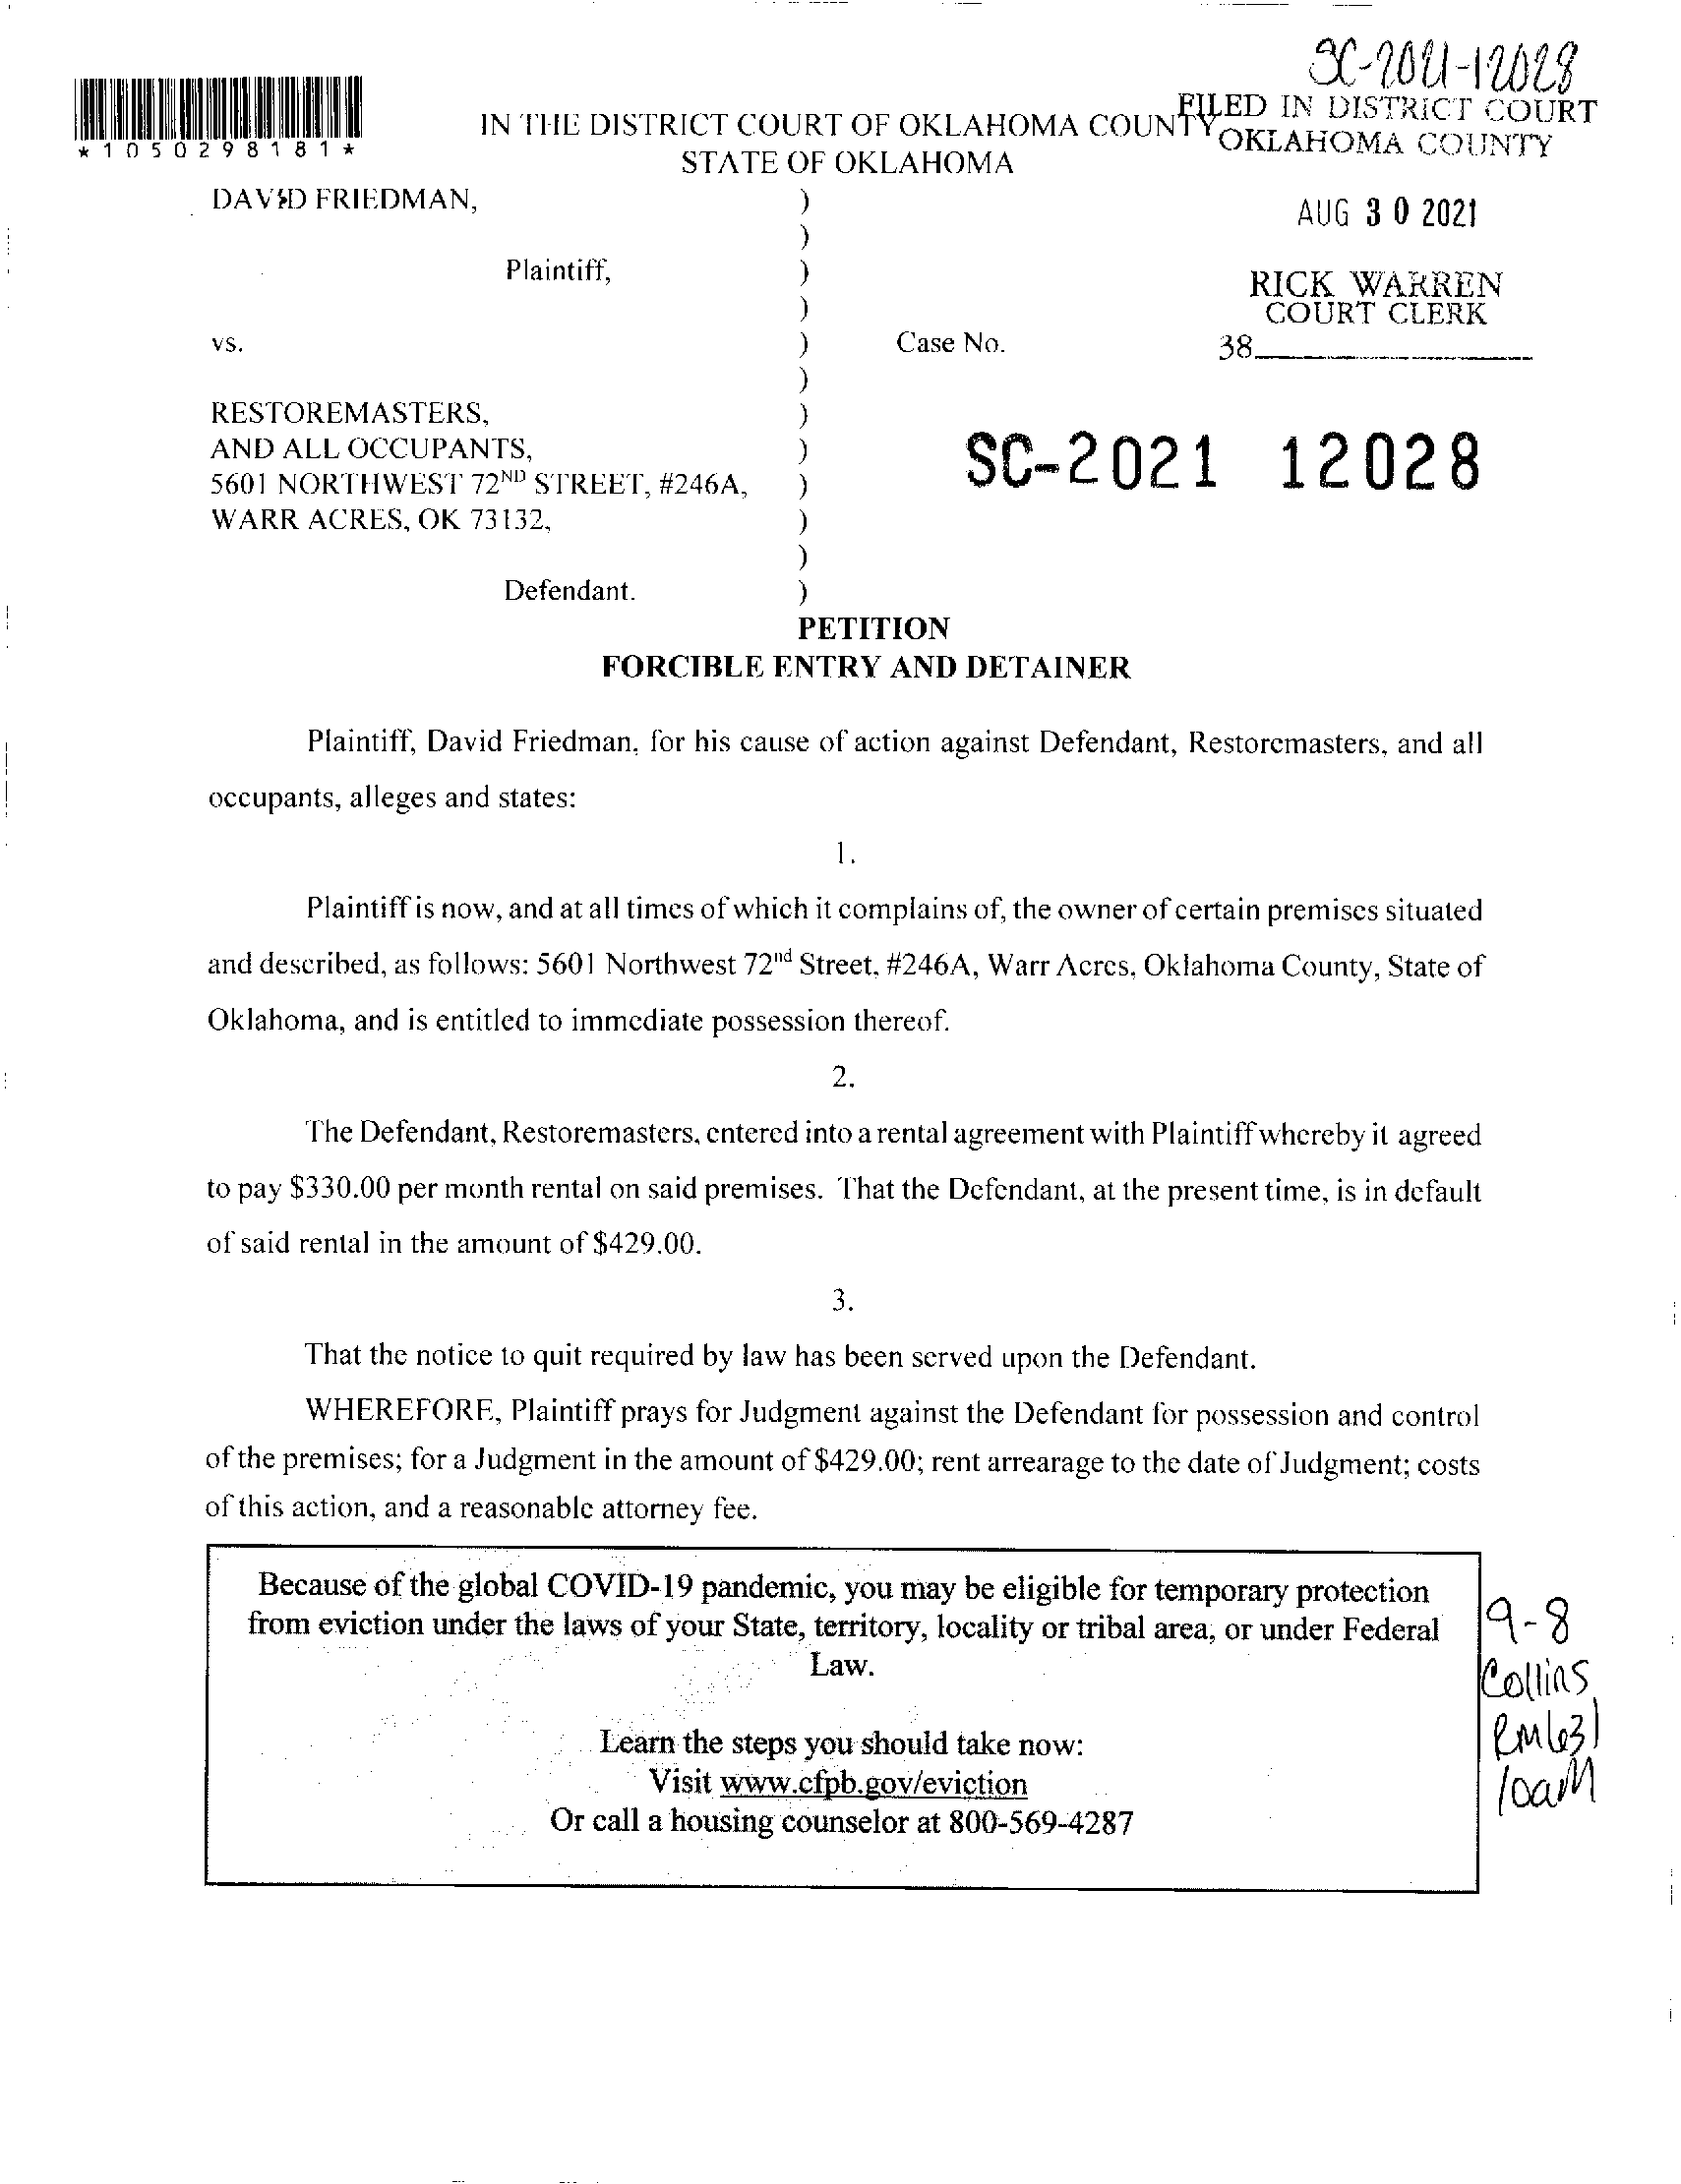 SC-2021-12028
FILED IN DISTRICT COURT
OKLAHOMA COUNTY
*1050298181*
IN THE DISTRICT COURT OF OKLAHOMA COUNTY
STATE OF OKLAHOMA
AUG 30 2021
RICK WARREN
COURT CLERK
38
DAVID FRIEDMAN, )
)
Plaintiff, )
)
vs. ) Case No.
)
RESTOREMASTERS, )
AND ALL OCCUPANTS, ) SC-2021 12028
5601 NORTHWEST 72ND STREET, #246A, )
WARR ACRES, OK 73132, )
)
Defendant. )
PETITION
FORCIBLE ENTRY AND DETAINER
Plaintiff, David Friedman, for his cause of action against Defendant, Restoremasters, and all
occupants, alleges and states:
1.
Plaintiff is now, and at all times of which it complains of, the owner of certain premises situated
and described, as follows: 5601 Northwest 72nd Street, #246A, Warr Acres, Oklahoma County, State of
Oklahoma, and is entitled to immediate possession thereof.
2.
The Defendant, Restoremasters, entered into a rental agreement with Plaintiff whereby it agreed
to pay $330.00 per month rental on said premises. That the Defendant, at the present time, is in default
of said rental in the amount of $429.00.
3.
That the notice to quit required by law has been served upon the Defendant.
WHEREFORE, Plaintiff prays for Judgment against the Defendant for possession and control
of the premises; for a Judgment in the amount of $429.00; rent arrearage to the date of Judgment; costs
of this action, and a reasonable attorney fee.
Because of the global COVID-19 pandemic, you may be eligible for temporary protection
from eviction under the laws of your State, territory, locality or tribal area, or under Federal
Law.
Learn the steps you should take now:
Visit www.cfpb.gov/eviction
Or call a housing counselor at 800-569-4287
9-8
Collins
RM631
10am